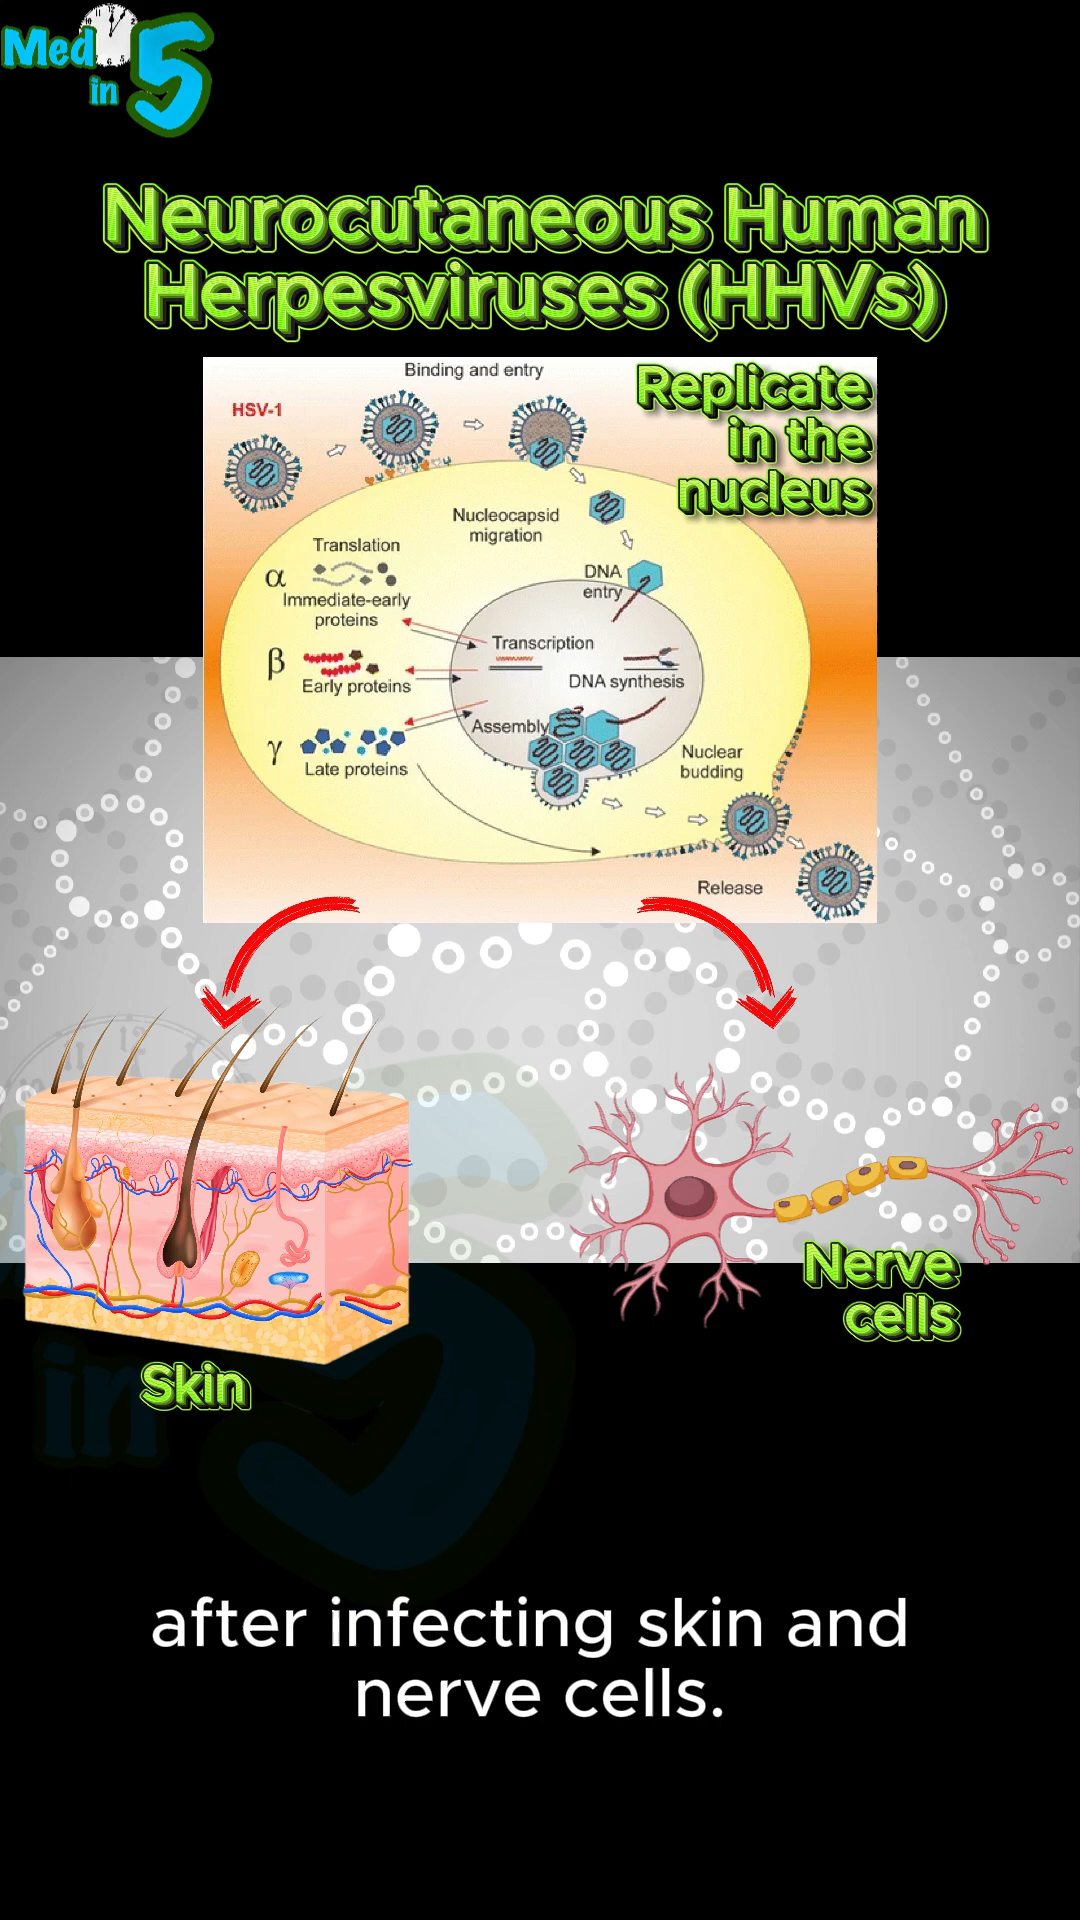 Med
in 5
Neurocutaneous Human
Herpesviruses (HHVs)
Replicate
in the
nucleus
Binding and entry
HSV-1
Nucleocapsid
migration
Translation
α
Immediate-early
proteins
DNA
entry
Transcription
β
Early proteins
DNA synthesis
Assembly
γ
Late proteins
Nuclear
budding
Release
Nerve
cells
Skin
in
after infecting skin and
nerve cells.